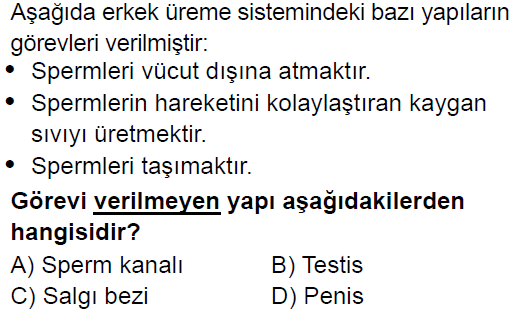 Aşağıda erkek üreme sistemindeki bazı yapıların
görevleri verilmiştir:
• Spermleri vücut dışına atmaktır.
• Spermlerin hareketini kolaylaştıran kaygan
sıvıyı üretmektir.
• Spermleri taşımaktır.
Görevi verilmeyen yapı aşağıdakilerden
hangisidir?
A) Sperm kanalı B) Testis
C) Salgı bezi D) Penis